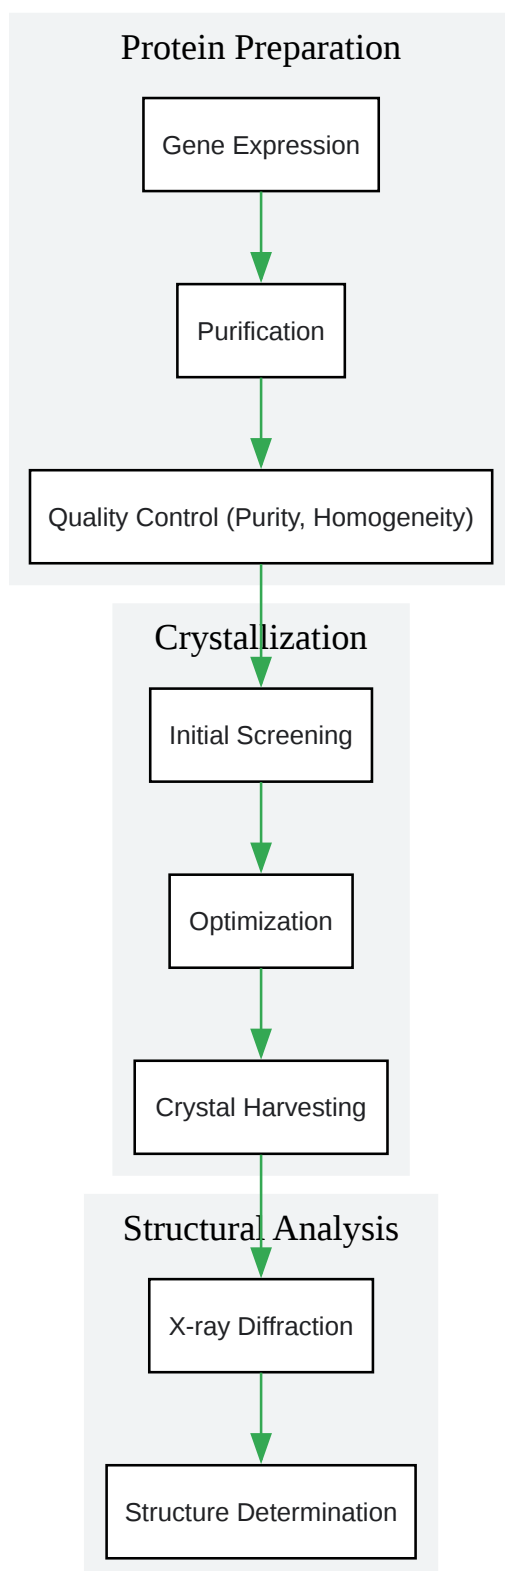 Protein Preparation
Gene Expression
Purification
Quality Control (Purity, Homogeneity)
Crystallization
Initial Screening
Optimization
Crystal Harvesting
Structural Analysis
X-ray Diffraction
Structure Determination